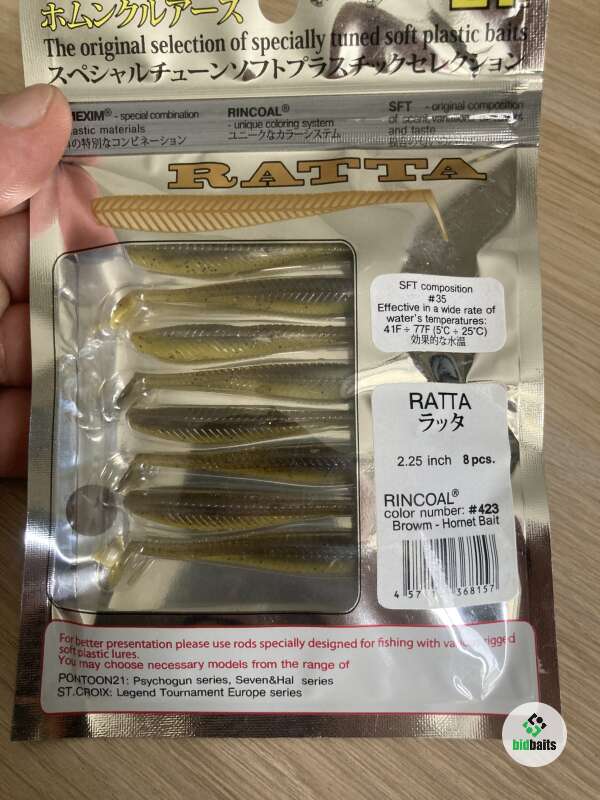 ホムンクルアース
The original selection of specially tuned soft plastic baits
スペシャルチューンソフトプラスチックセレクション
HEXIM® - special combination
plastic materials
の特別なコンビネーション
RINCOAL®
- unique coloring system
ユニークなカラーシステム
SFT - original composition
of scent,
and taste
RATTA
SFT composition
#35
Effective in a wide rate of
water's temperatures:
41F ÷ 77F (5°C ÷ 25°C)
効果的な水温
RATTA
ラッタ
2.25 inch 8 pcs.
RINCOAL®
color number: #423
Browm - Hornet Bait
368157
For better presentation please use rods specially designed for fishing with rigged
soft plastic lures.
You may choose necessary models from the range of
PONTOON21: Psychogun series, Seven&Hal series
ST.CROIX: Legend Tournament Europe series
bidbaits